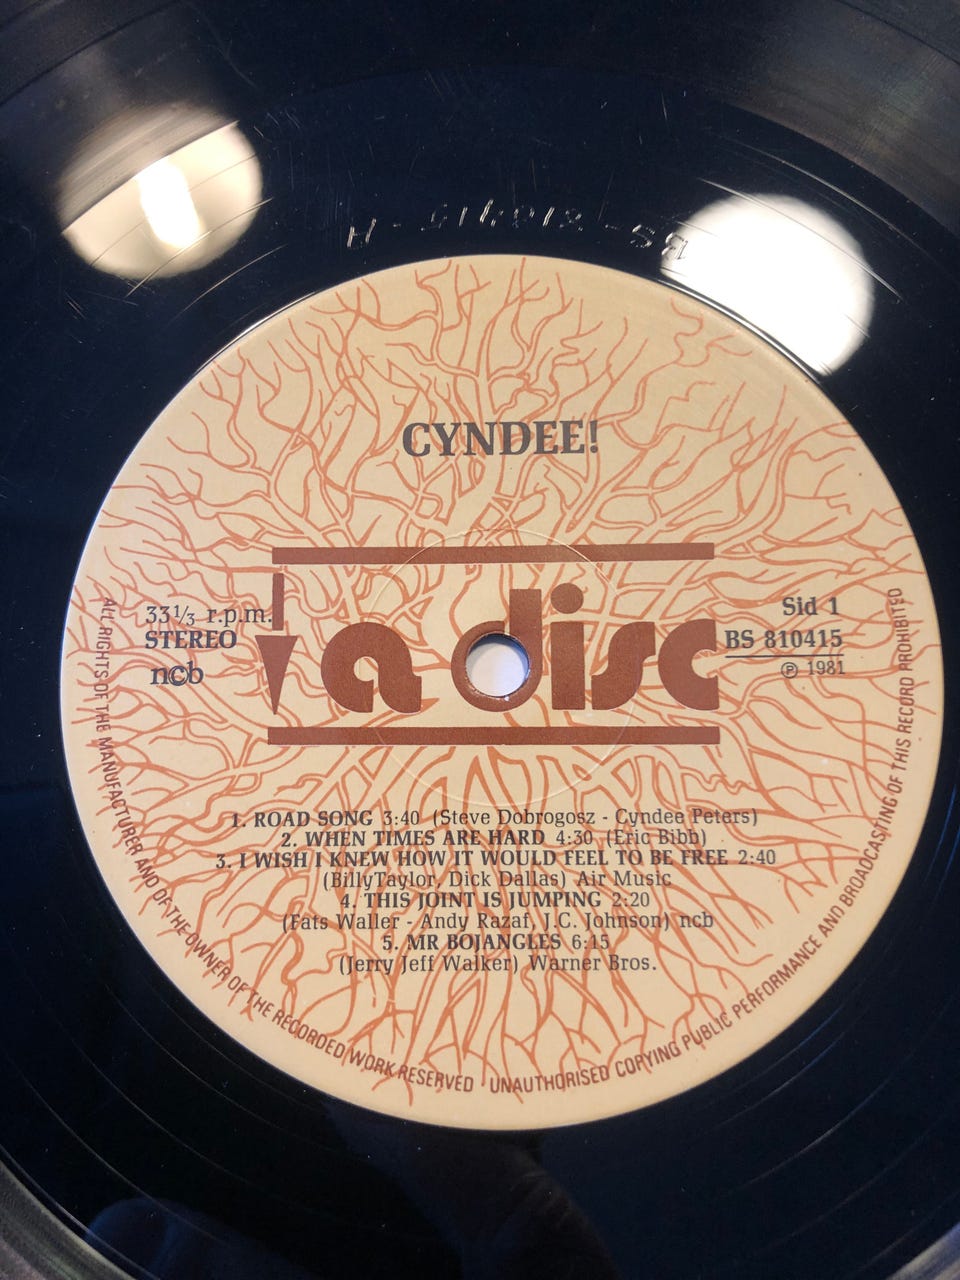 BS-810415-A
CYNDEE!
a disc
33⅓ r.p.m.
STEREO
ncb
Sid 1
BS 810415
Ⓟ 1981
1. ROAD SONG 3:40 (Steve Dobrogosz - Cyndee Peters)
2. WHEN TIMES ARE HARD 4:30 (Eric Bibb)
3. I WISH I KNEW HOW IT WOULD FEEL TO BE FREE 2:40
(BillyTaylor, Dick Dallas) Air Music
4. THIS JOINT IS JUMPING 2:20
(Fats Waller - Andy Razaf, J.C. Johnson) ncb
5. MR BOJANGLES 6:15
(Jerry Jeff Walker) Warner Bros.
ALL RIGHTS OF THE MANUFACTURER AND OF THE OWNER OF THE RECORDED WORK RESERVED · UNAUTHORISED COPYING PUBLIC PERFORMANCE AND BROADCASTING OF THIS RECORD PROHIBITED